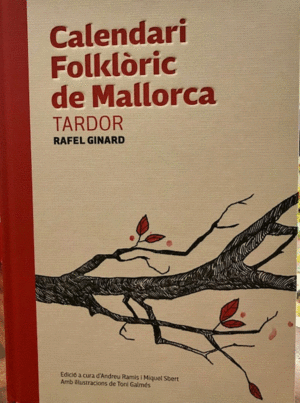 Calendari
Folklòric
de Mallorca
TARDOR
RAFEL GINARD
Edició a cura d'Andreu Ramis i Miquel Sbert
Amb il·lustracions de Toni Galmés